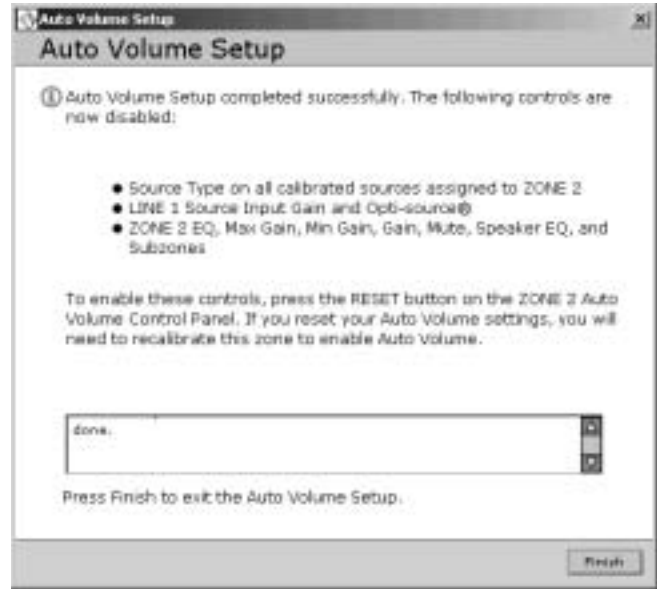 Auto Volume Setup
Auto Volume Setup
Auto Volume Setup completed successfully. The following controls are
now disabled:
● Source Type on all calibrated sources assigned to ZONE 2
● LINE 1 Source Input Gain and Opti-source®
● ZONE 2 EQ, Max Gain, Min Gain, Gain, Mute, Speaker EQ, and
Subzones
To enable these controls, press the RESET button on the ZONE 2 Auto
Volume Control Panel. If you reset your Auto Volume settings, you will
need to recalibrate this zone to enable Auto Volume.
done.
Press Finish to exit the Auto Volume Setup.
Finish